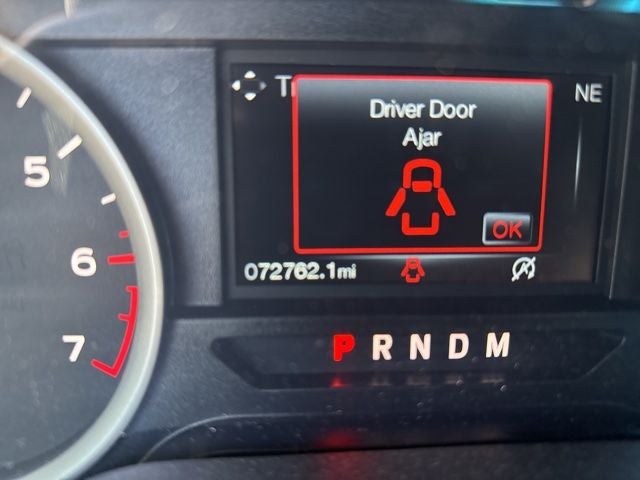 T
NE
Driver Door
Ajar
OK
072762.1mi
5
6
7
P R N D M